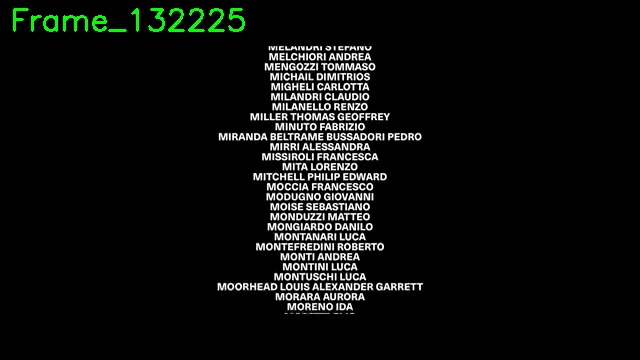 Frame_132225
MELANDRI STEFANO
MELCHIORI ANDREA
MENGOZZI TOMMASO
MICHAIL DIMITRIOS
MIGHELI CARLOTTA
MILANDRI CLAUDIO
MILANELLO RENZO
MILLER THOMAS GEOFFREY
MINUTO FABRIZIO
MIRANDA BELTRAME BUSSADORI PEDRO
MIRRI ALESSANDRA
MISSIROLI FRANCESCA
MITA LORENZO
MITCHELL PHILIP EDWARD
MOCCIA FRANCESCO
MODUGNO GIOVANNI
MOISE SEBASTIANO
MONDUZZI MATTEO
MONGIARDO DANILO
MONTANARI LUCA
MONTEFREDINI ROBERTO
MONTI ANDREA
MONTINI LUCA
MONTUSCHI LUCA
MOORHEAD LOUIS ALEXANDER GARRETT
MORARA AURORA
MORENO IDA